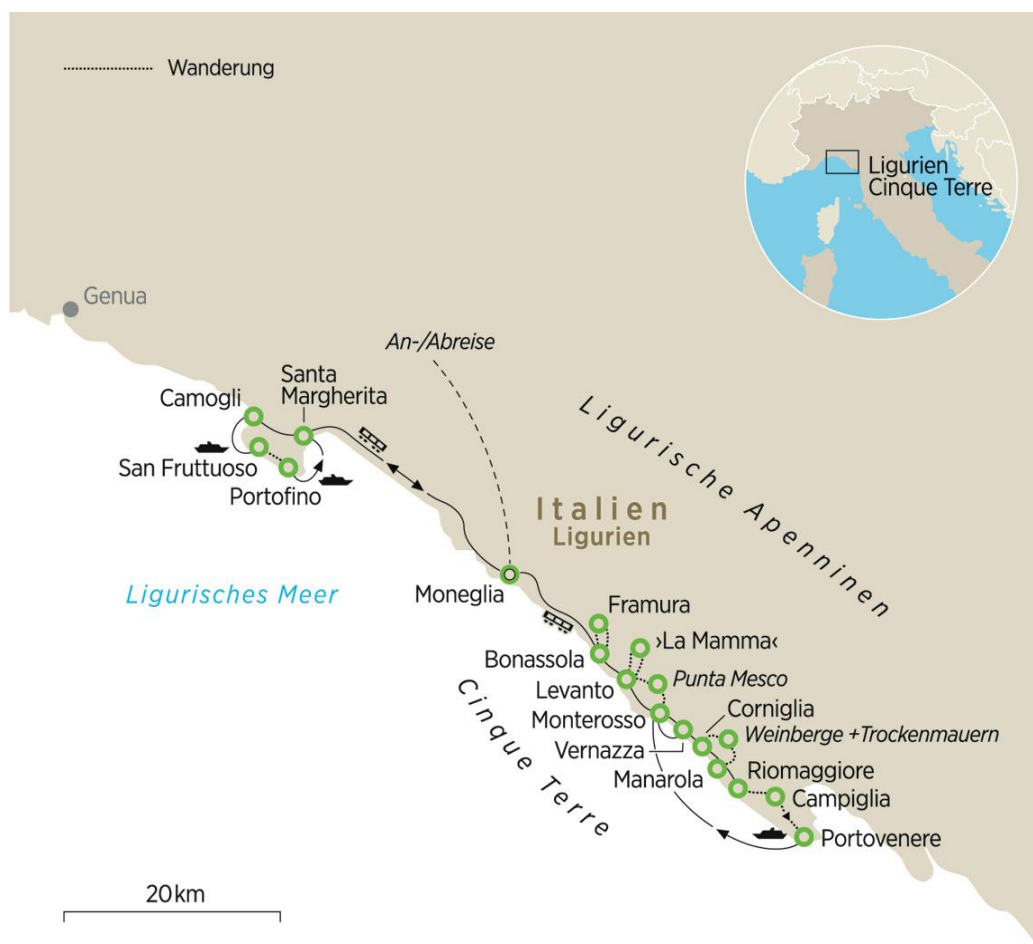 Wanderung
Ligurien
Cinque Terre
Genua
An-/Abreise
Santa
Margherita
Camogli
San Fruttuoso
Portofino
Ligurische Apenninen
Italien
Ligurien
Ligurisches Meer
Moneglia
Framura
›La Mamma‹
Bonassola
Punta Mesco
Levanto
Corniglia
Monterosso
Weinberge +Trockenmauern
Vernazza
Cinque Terre
Riomaggiore
Manarola
Campiglia
Portovenere
20 km